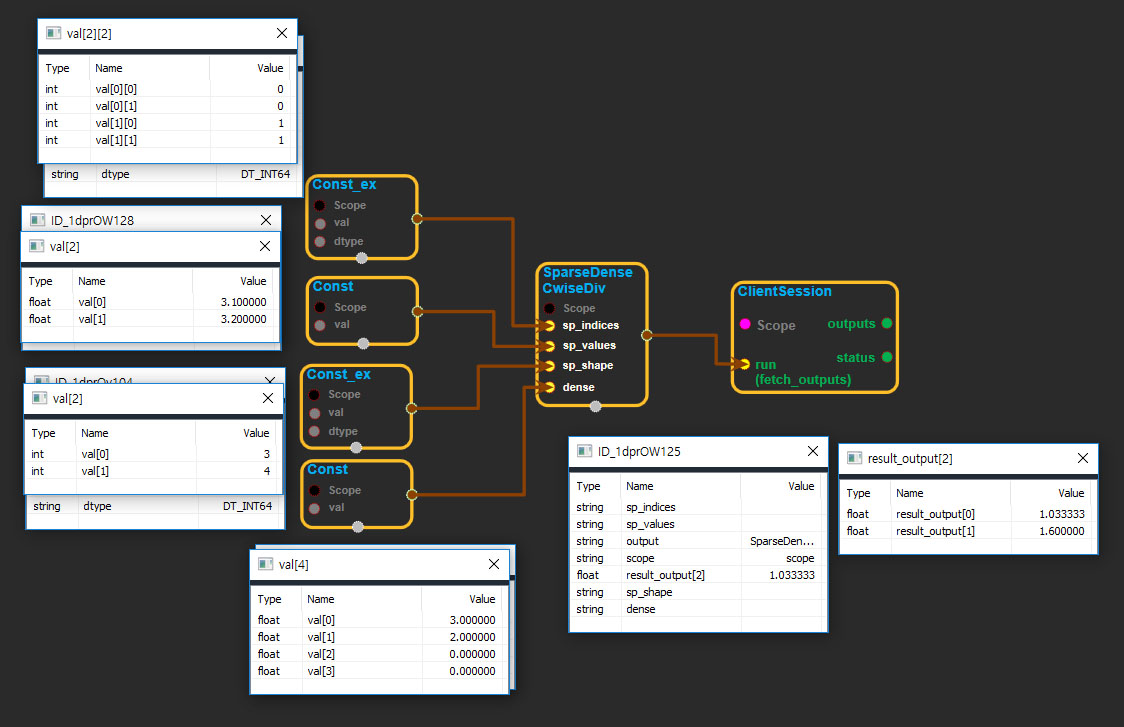 val[2][2]
Type Name Value
int val[0][0] 0
int val[0][1] 0
int val[1][0] 1
int val[1][1] 1
string dtype DT_INT64
ID_1dprOW128
val[2]
Type Name Value
float val[0] 3.100000
float val[1] 3.200000
val[2]
Type Name Value
int val[0] 3
int val[1] 4
string dtype DT_INT64
Const_ex
Scope
val
dtype
Const
Scope
val
Const_ex
Scope
val
dtype
Const
Scope
val
val[4]
Type Name Value
float val[0] 3.000000
float val[1] 2.000000
float val[2] 0.000000
float val[3] 0.000000
SparseDense
CwiseDiv
Scope
sp_indices
sp_values
sp_shape
dense
ClientSession
Scope outputs
status
run
(fetch_outputs)
ID_1dprOW125
Type Name Value
string sp_indices
string sp_values
string output SparseDen...
string scope scope
float result_output[2] 1.033333
string sp_shape
string dense
result_output[2]
Type Name Value
float result_output[0] 1.033333
float result_output[1] 1.600000